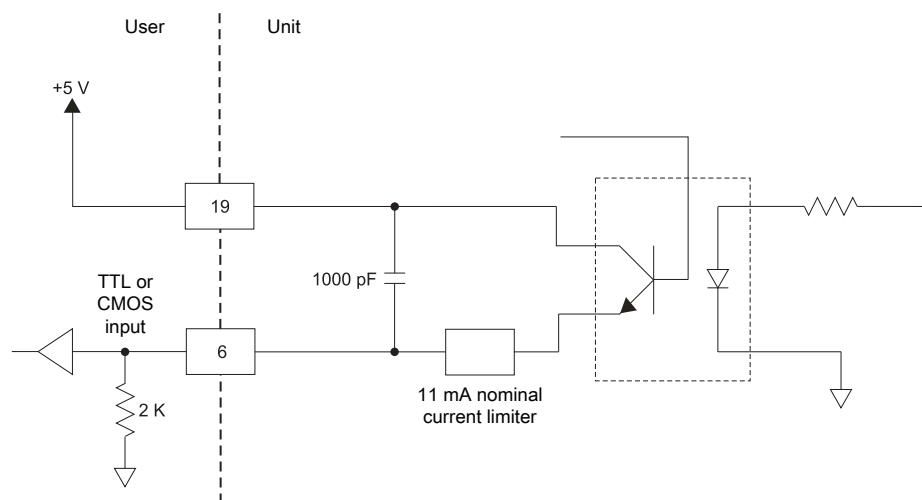 User
Unit
+5 V
19
1000 pF
TTL or
CMOS
input
6
2 K
11 mA nominal
current limiter